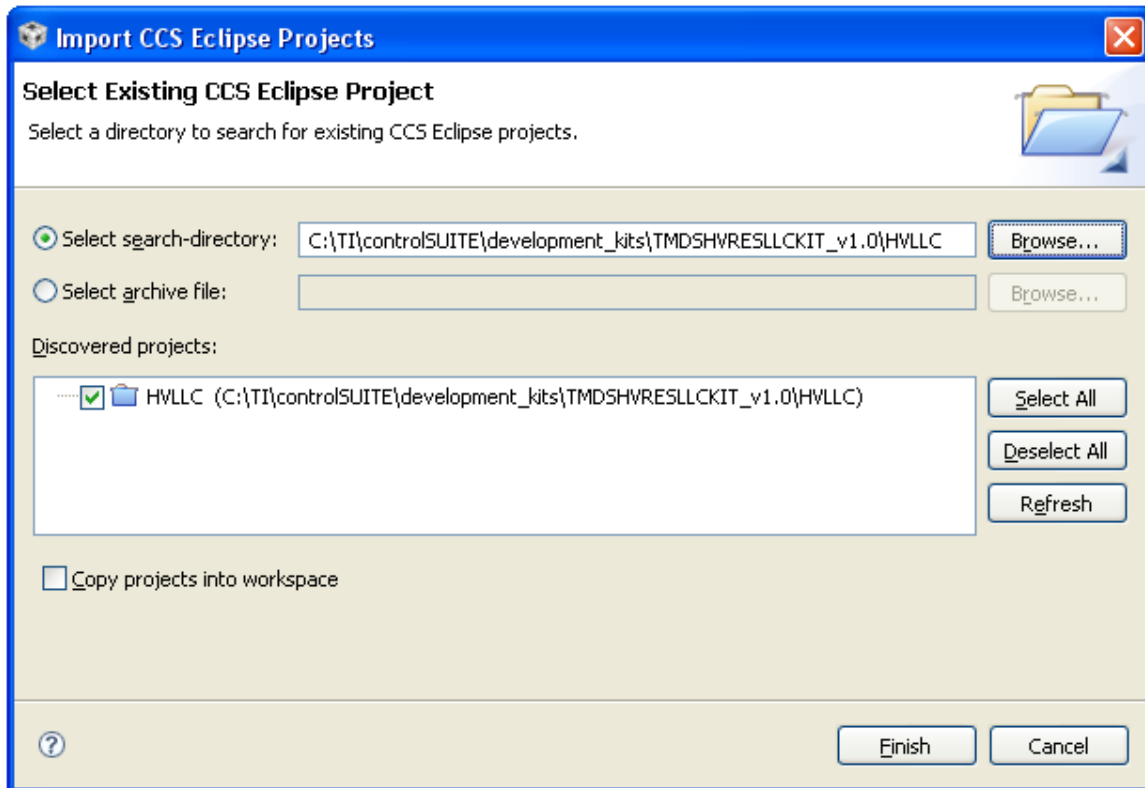 Import CCS Eclipse Projects
Select Existing CCS Eclipse Project
Select a directory to search for existing CCS Eclipse projects.
Select search-directory: C:\TI\controlSUITE\development_kits\TMDSHVRESLLCKIT_v1.0\HVLLC Browse...
Select archive file: Browse...
Discovered projects:
HVLLC (C:\TI\controlSUITE\development_kits\TMDSHVRESLLCKIT_v1.0\HVLLC) Select All
Deselect All
Refresh
Copy projects into workspace
? Finish Cancel